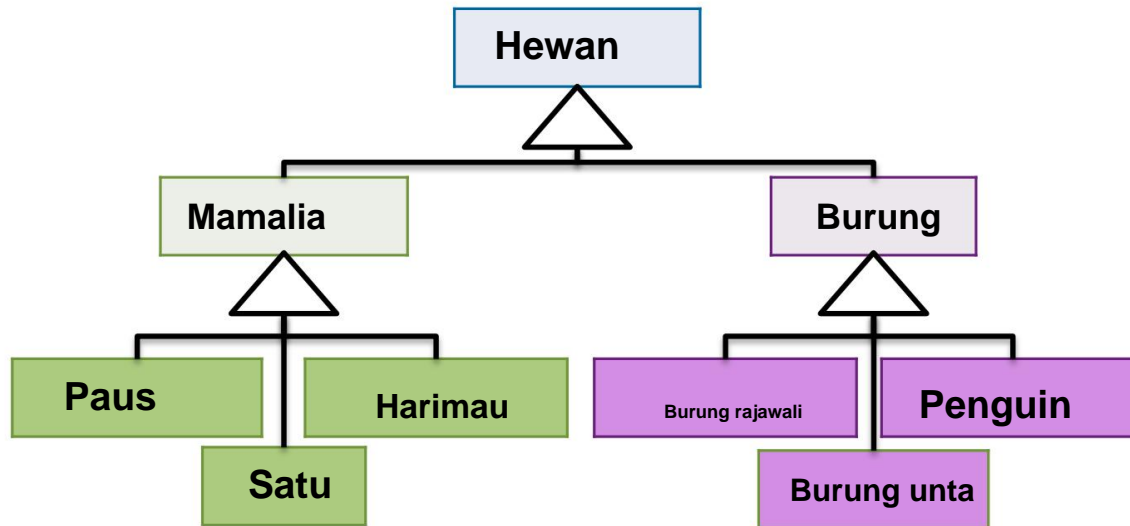 Hewan
Mamalia
Burung
Paus
Harimau
Burung rajawali
Penguin
Satu
Burung unta